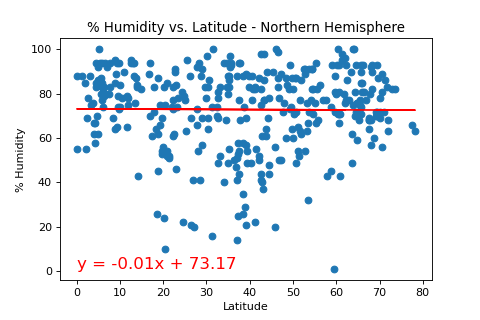 % Humidity vs. Latitude - Northern Hemisphere
100
80
60
40
20
0
% Humidity
y = -0.01x + 73.17
0 10 20 30 40 50 60 70 80
Latitude